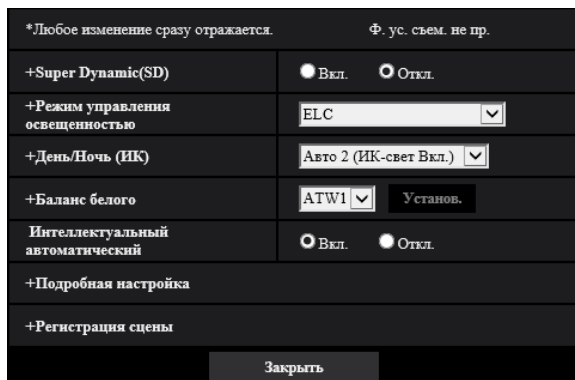 *Любое изменение сразу отражается. Ф. ус. съем. не пр.
+Super Dynamic(SD) Вкл. Откл.
+Режим управления
освещенностью
ELC
+День/Ночь (ИК) Авто 2 (ИК-свет Вкл.)
+Баланс белого ATW1 Установ.
Интеллектуальный
автоматический
Вкл. Откл.
+Подробная настройка
+Регистрация сцены
Закрыть